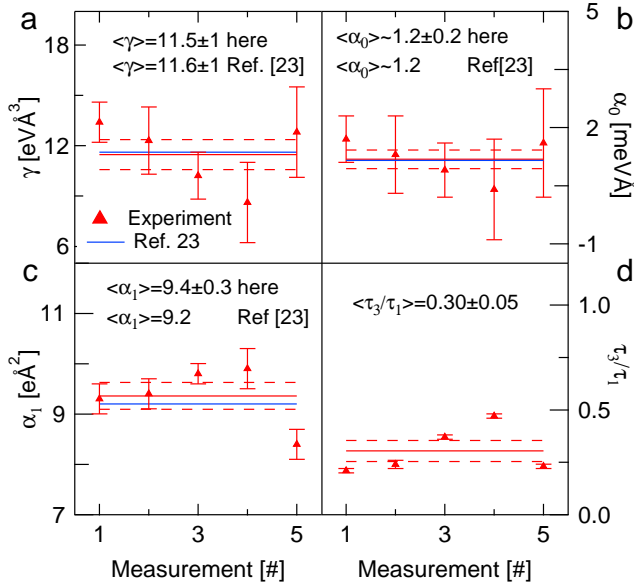 a
18
12
6
γ [eVÅ³]
<γ>=11.5±1 here
<γ>=11.6±1 Ref. [23]
Experiment
Ref. 23
b
5
2
-1
α₀ [meVÅ]
<α₀>~1.2±0.2 here
<α₀>~1.2 Ref[23]
c
11
9
7
α₁ [eÅ²]
<α₁>=9.4±0.3 here
<α₁>=9.2 Ref [23]
1 3 5
Measurement [#]
d
1.0
0.5
0.0
τ₃/τ₁
<τ₃/τ₁>=0.30±0.05
1 3 5
Measurement [#]